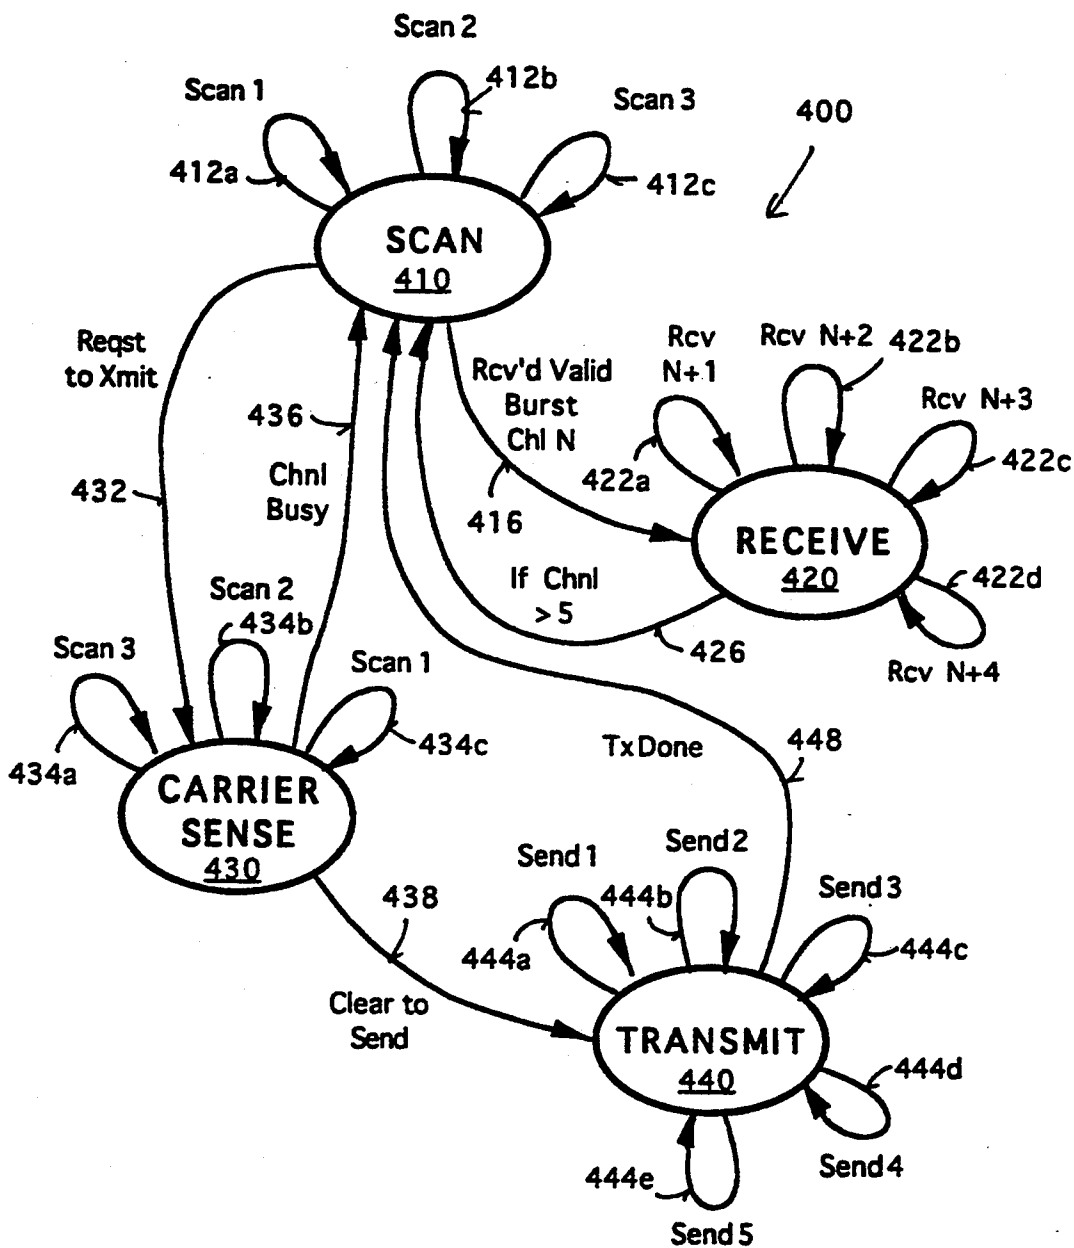 Scan 2
412b
Scan 1
Scan 3
400
412a
412c
SCAN
410
Reqst
to Xmit
Rcv'd Valid
Burst
Chl N
Rcv
N+1
Rcv N+2
422b
Rcv N+3
436
422a
422c
432
Chnl
Busy
416
RECEIVE
420
422d
If Chnl
> 5
426
Rcv N+4
Scan 2
434b
Scan 3
Scan 1
434a
434c
CARRIER
SENSE
430
Tx Done
448
438
Send 1
Send 2
Send 3
444b
444a
444c
Clear to
Send
TRANSMIT
440
444d
444e
Send 4
Send 5